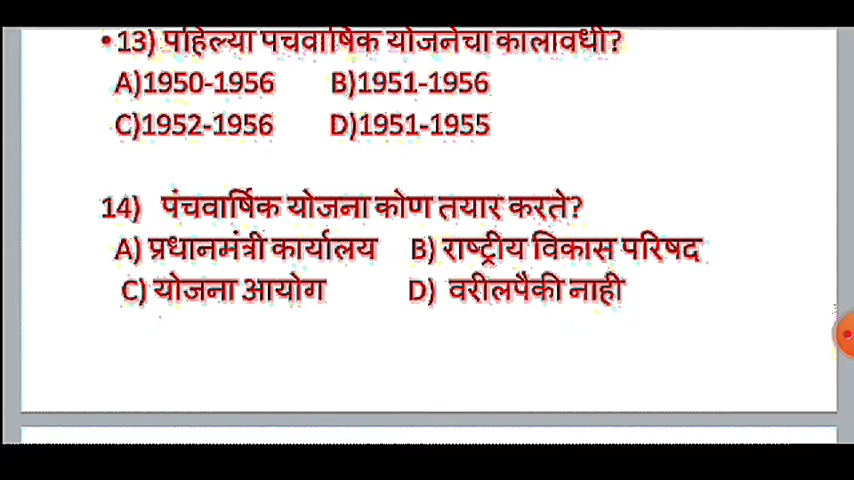 • 13) पहिल्या पचवार्षिक योजनेचा कालावधी?
A)1950-1956 B)1951-1956
C)1952-1956 D)1951-1955
14) पंचवार्षिक योजना कोण तयार करते?
A) प्रधानमंत्री कार्यालय B) राष्ट्रीय विकास परिषद
C) योजना आयोग D) वरीलपैकी नाही